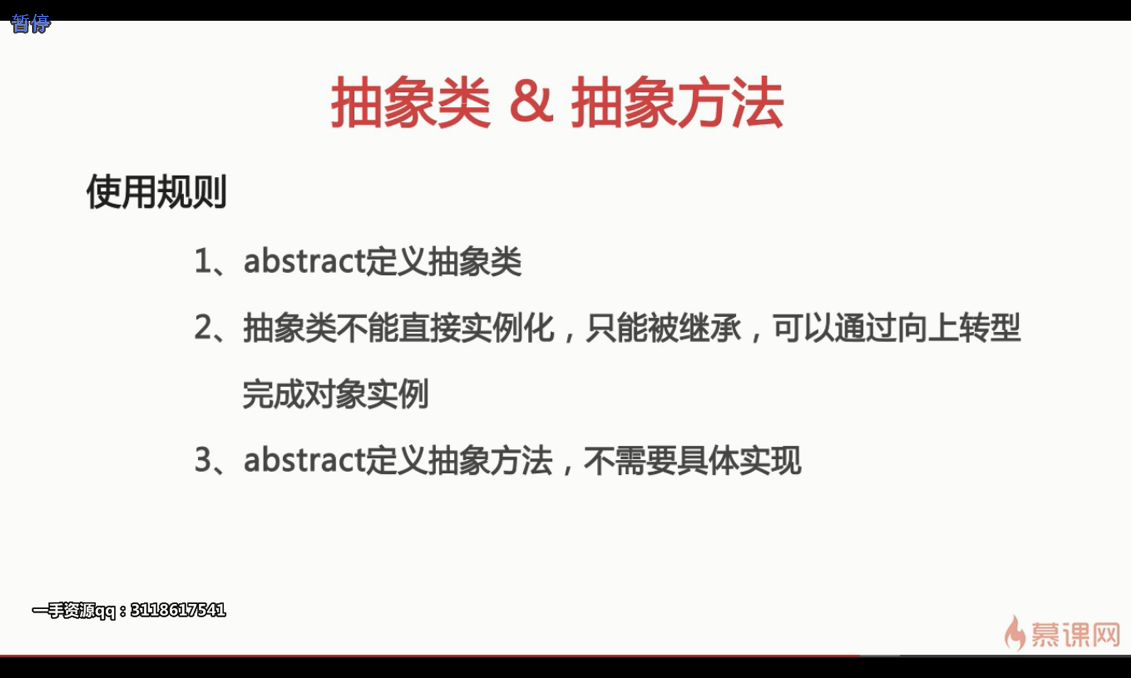 暂停
抽象类 & 抽象方法
使用规则
1、abstract定义抽象类
2、抽象类不能直接实例化，只能被继承，可以通过向上转型
完成对象实例
3、abstract定义抽象方法，不需要具体实现
一手资源qq：3118617541
慕课网